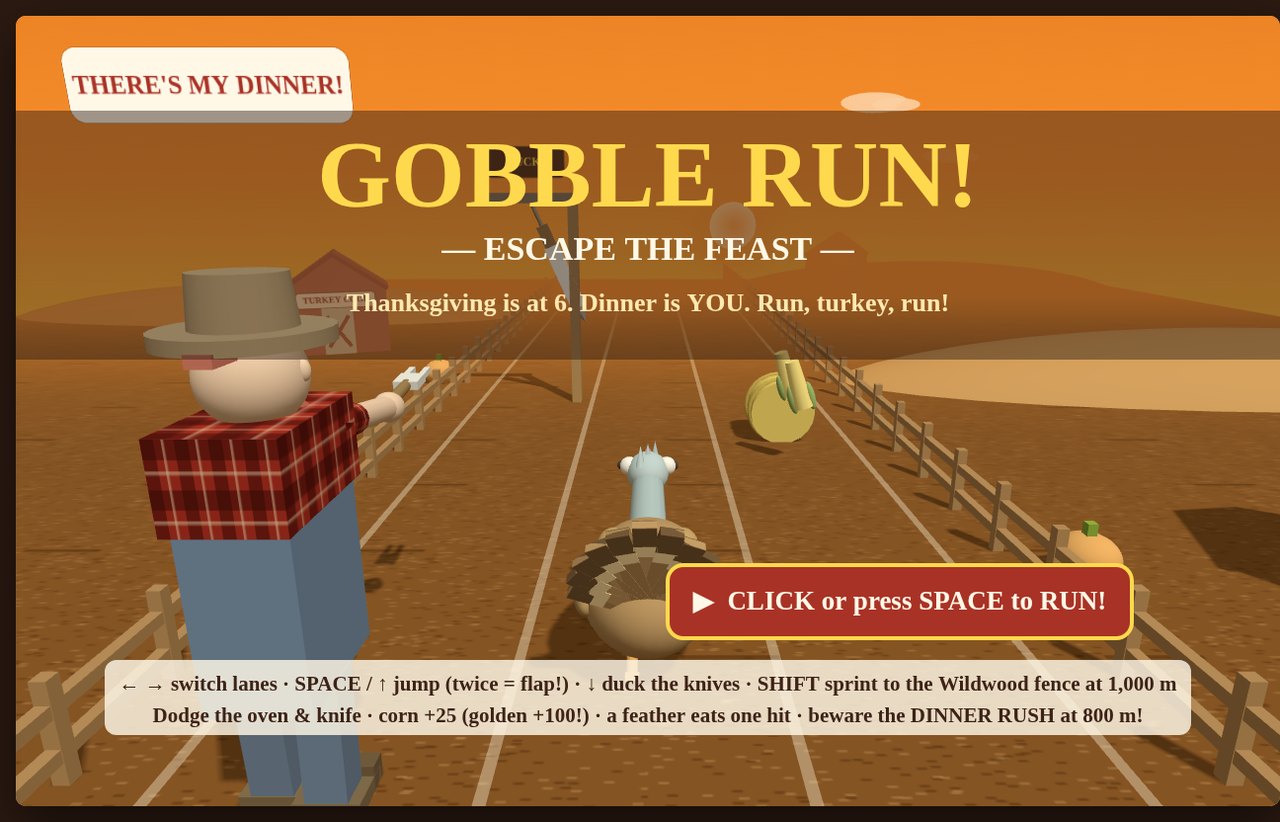 THERE'S MY DINNER!
GOBBLE RUN!
— ESCAPE THE FEAST —
TURKEY
Thanksgiving is at 6. Dinner is YOU. Run, turkey, run!
▶ CLICK or press SPACE to RUN!
← → switch lanes · SPACE / ↑ jump (twice = flap!) · ↓ duck the knives · SHIFT sprint to the Wildwood fence at 1,000 m
Dodge the oven & knife · corn +25 (golden +100!) · a feather eats one hit · beware the DINNER RUSH at 800 m!